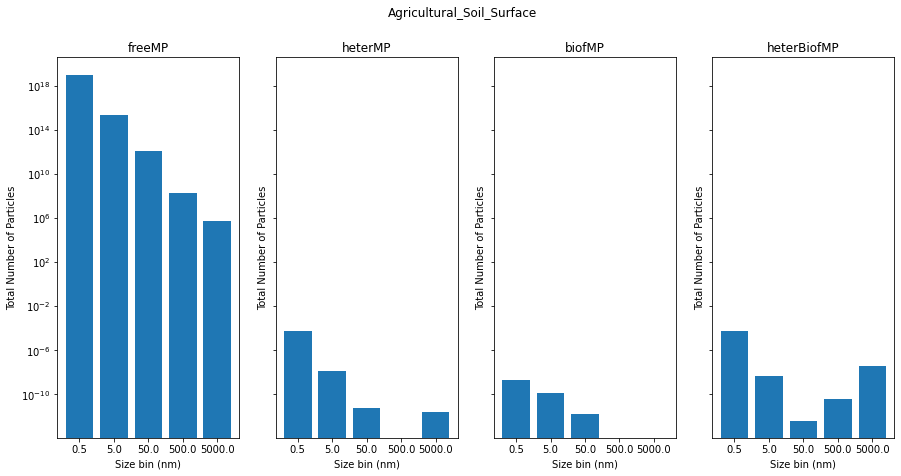 Agricultural_Soil_Surface
freeMP
heterMP
biofMP
heterBiofMP
Total Number of Particles
10^18
10^14
10^10
10^6
10^2
10^−2
10^−6
10^−10
0.5 5.0 50.0 500.0 5000.0
Size bin (nm)
Total Number of Particles
0.5 5.0 50.0 500.0 5000.0
Size bin (nm)
Total Number of Particles
0.5 5.0 50.0 500.0 5000.0
Size bin (nm)
Total Number of Particles
0.5 5.0 50.0 500.0 5000.0
Size bin (nm)